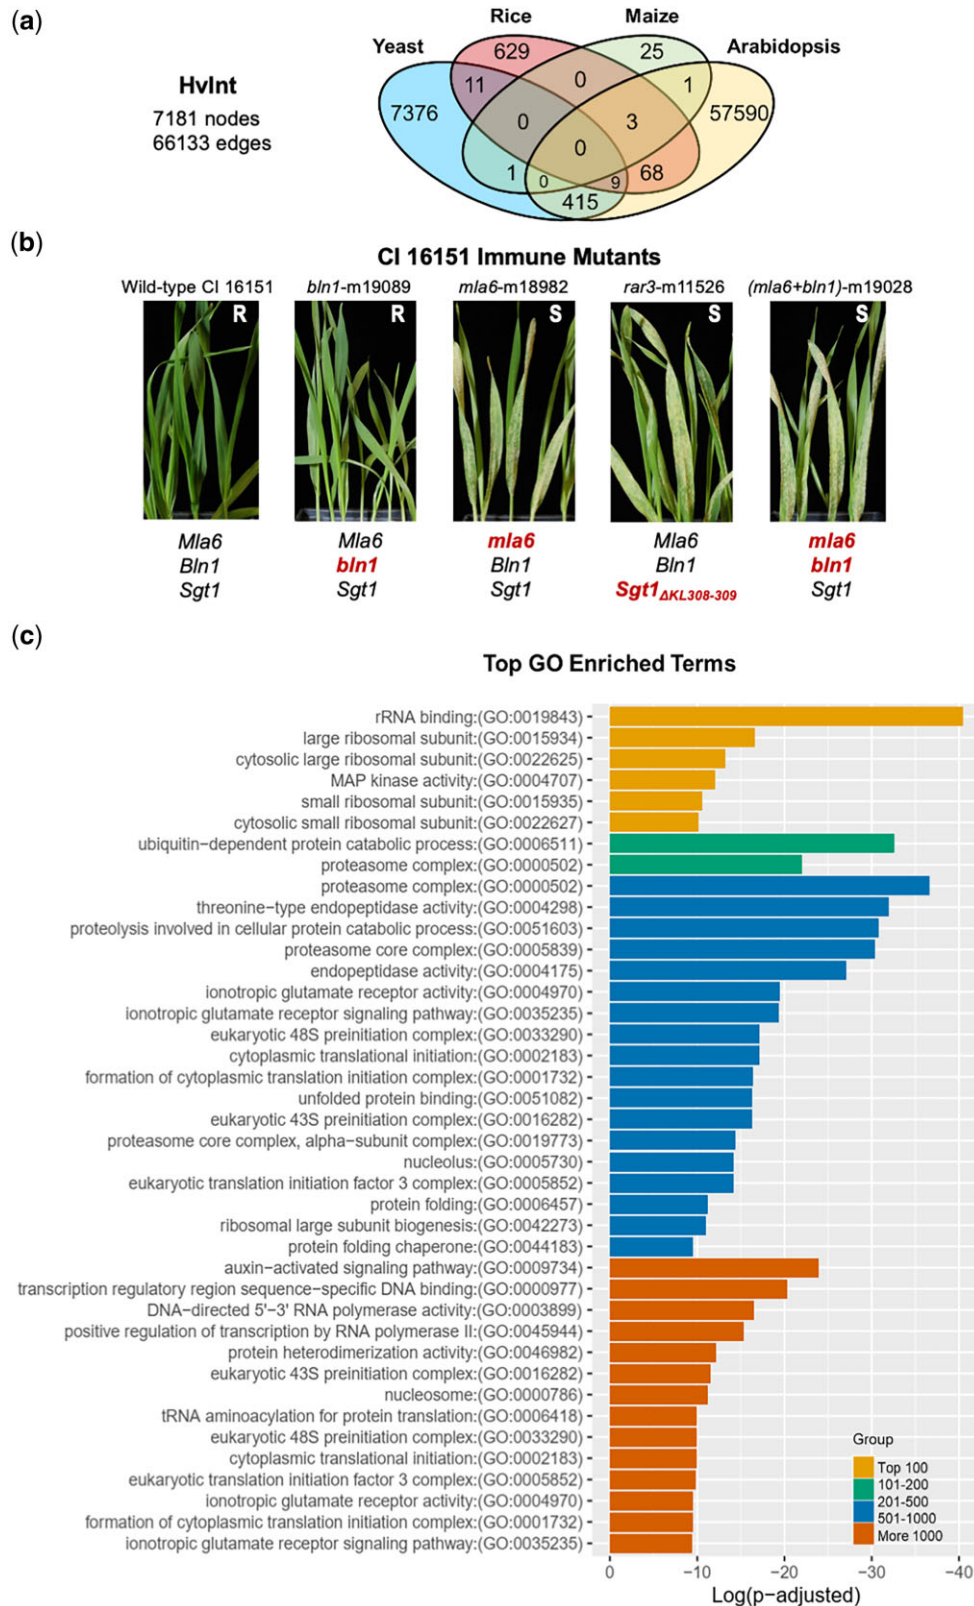 (a)
Rice Maize
Yeast Arabidopsis
629 25
HvInt
11 0 1
7376 57590
7181 nodes
66133 edges
0 3
0
1 0 9 68
415
(b)
CI 16151 Immune Mutants
Wild-type CI 16151 bln1-m19089 mla6-m18982 rar3-m11526 (mla6+bln1)-m19028
R R S S S
Mla6 Mla6 mla6 Mla6 mla6
Bln1 bln1 Bln1 Bln1 bln1
Sgt1 Sgt1 Sgt1 Sgt1ΔKL308-309 Sgt1
(c)
Top GO Enriched Terms
rRNA binding:(GO:0019843)
large ribosomal subunit:(GO:0015934)
cytosolic large ribosomal subunit:(GO:0022625)
MAP kinase activity:(GO:0004707)
small ribosomal subunit:(GO:0015935)
cytosolic small ribosomal subunit:(GO:0022627)
ubiquitin−dependent protein catabolic process:(GO:0006511)
proteasome complex:(GO:0000502)
proteasome complex:(GO:0000502)
threonine−type endopeptidase activity:(GO:0004298)
proteolysis involved in cellular protein catabolic process:(GO:0051603)
proteasome core complex:(GO:0005839)
endopeptidase activity:(GO:0004175)
ionotropic glutamate receptor activity:(GO:0004970)
ionotropic glutamate receptor signaling pathway:(GO:0035235)
eukaryotic 48S preinitiation complex:(GO:0033290)
cytoplasmic translational initiation:(GO:0002183)
formation of cytoplasmic translation initiation complex:(GO:0001732)
unfolded protein binding:(GO:0051082)
eukaryotic 43S preinitiation complex:(GO:0016282)
proteasome core complex, alpha−subunit complex:(GO:0019773)
nucleolus:(GO:0005730)
eukaryotic translation initiation factor 3 complex:(GO:0005852)
protein folding:(GO:0006457)
ribosomal large subunit biogenesis:(GO:0042273)
protein folding chaperone:(GO:0044183)
auxin−activated signaling pathway:(GO:0009734)
transcription regulatory region sequence−specific DNA binding:(GO:0000977)
DNA−directed 5'−3' RNA polymerase activity:(GO:0003899)
positive regulation of transcription by RNA polymerase II:(GO:0045944)
protein heterodimerization activity:(GO:0046982)
eukaryotic 43S preinitiation complex:(GO:0016282)
nucleosome:(GO:0000786)
tRNA aminoacylation for protein translation:(GO:0006418)
eukaryotic 48S preinitiation complex:(GO:0033290)
cytoplasmic translational initiation:(GO:0002183)
eukaryotic translation initiation factor 3 complex:(GO:0005852)
ionotropic glutamate receptor activity:(GO:0004970)
formation of cytoplasmic translation initiation complex:(GO:0001732)
ionotropic glutamate receptor signaling pathway:(GO:0035235)
Group
Top 100
101-200
201-500
501-1000
More 1000
0 −10 −20 −30 −40
Log(p−adjusted)